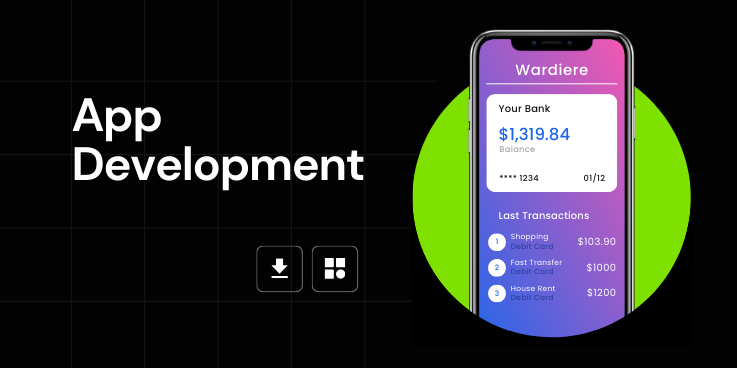 App
Development
Wardiere
Your Bank
$1,319.84
Balance
**** 1234 01/12
Last Transactions
1 Shopping $103.90
Debit Card
2 Fast Transfer $1000
Debit Card
3 House Rent $1200
Debit Card